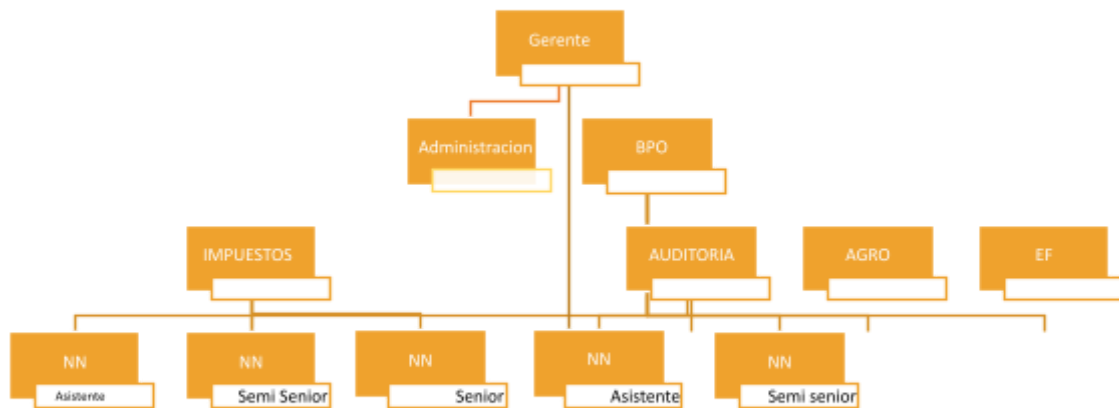 Gerente
Administracion
BPO
IMPUESTOS
AUDITORIA
AGRO
EF
NN
Asistente
NN
Semi Senior
NN
Senior
NN
Asistente
NN
Semi senior